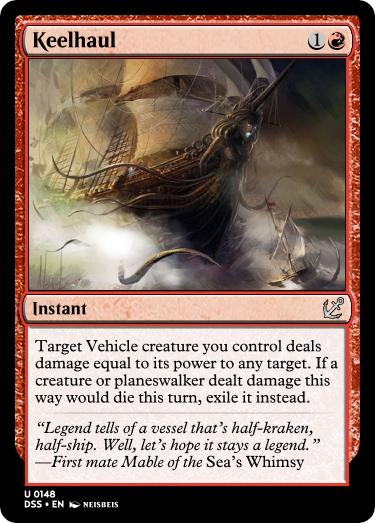 Keelhaul
1
Instant
Target Vehicle creature you control deals
damage equal to its power to any target. If a
creature or planeswalker dealt damage this
way would die this turn, exile it instead.
“Legend tells of a vessel that’s half-kraken,
half-ship. Well, let’s hope it stays a legend.”
—First mate Mable of the Sea’s Whimsy
U 0148
DSS • EN NEISBEIS